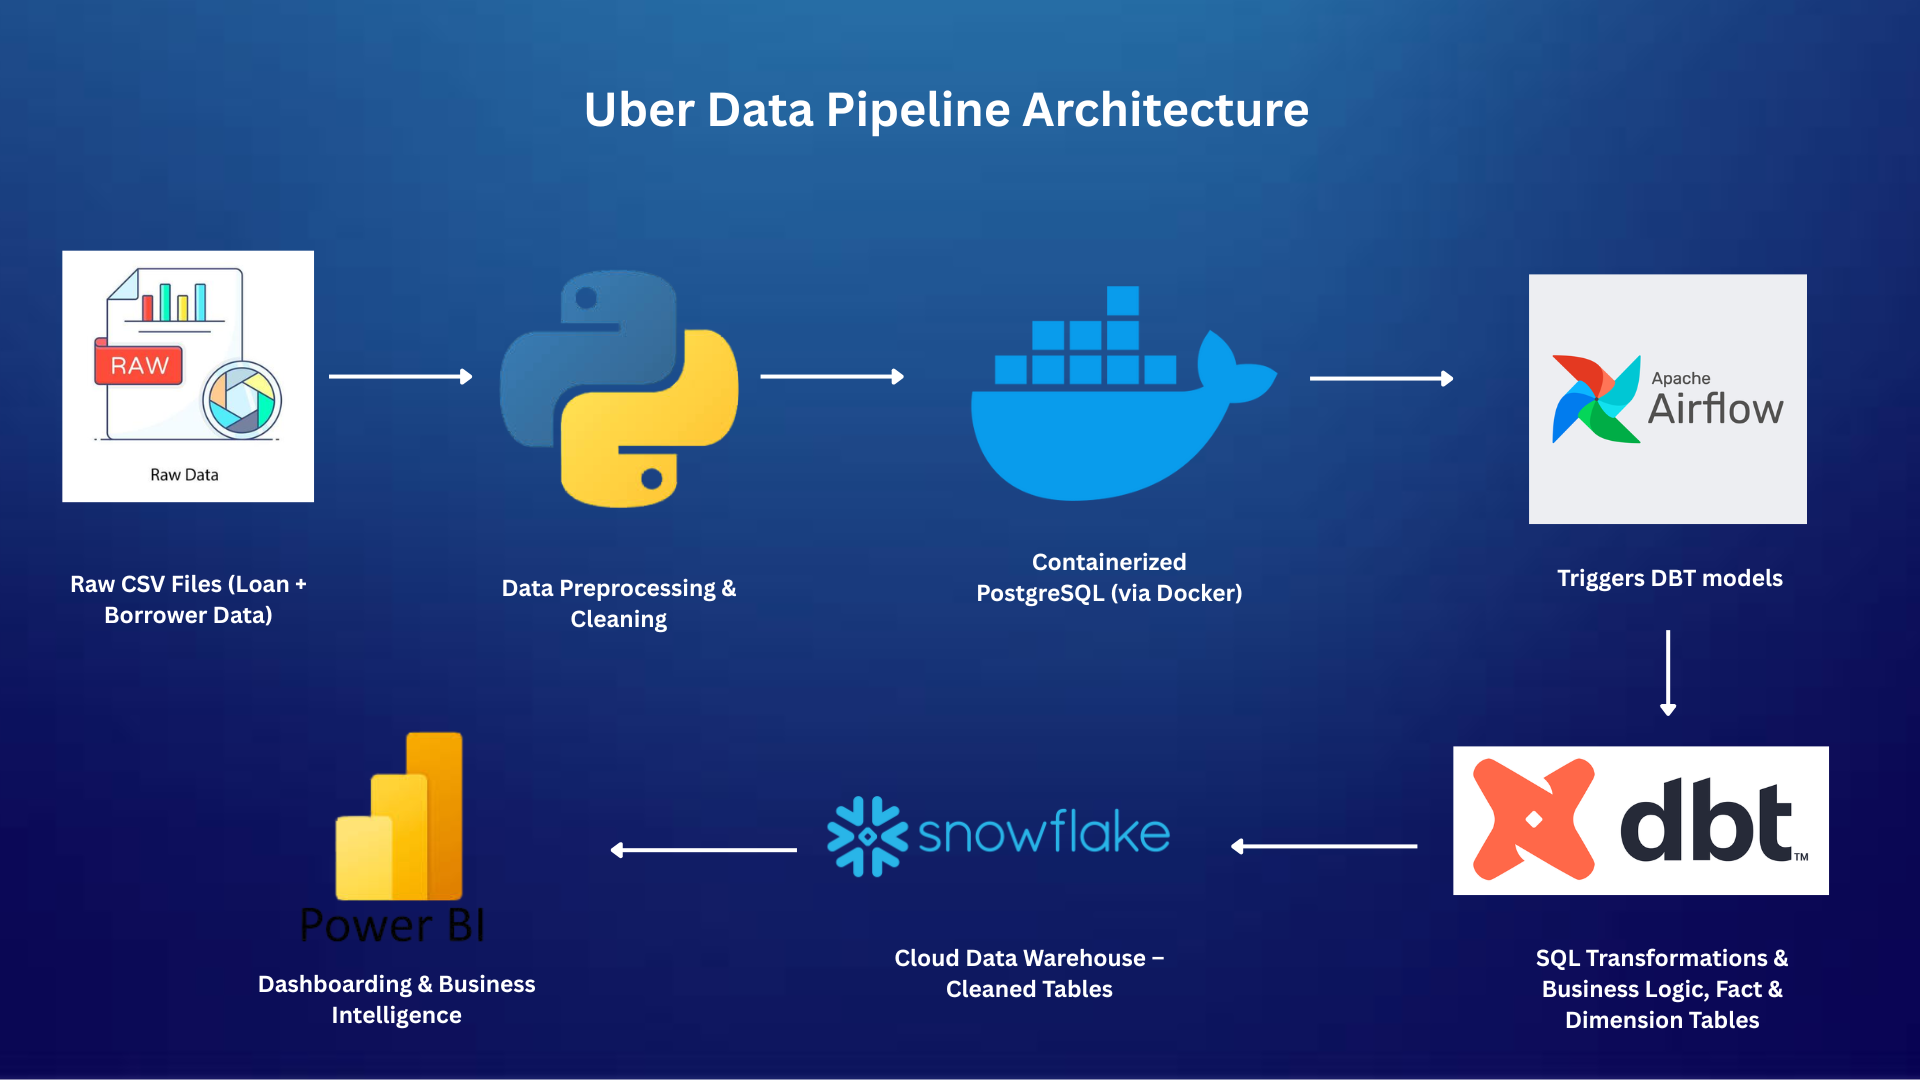 Uber Data Pipeline Architecture
RAW
Raw Data
Raw CSV Files (Loan +
Borrower Data)
Data Preprocessing &
Cleaning
Containerized
PostgreSQL (via Docker)
Apache
Airflow
Triggers DBT models
Power BI
Dashboarding & Business
Intelligence
snowflake
Cloud Data Warehouse –
Cleaned Tables
dbt™
SQL Transformations &
Business Logic, Fact &
Dimension Tables